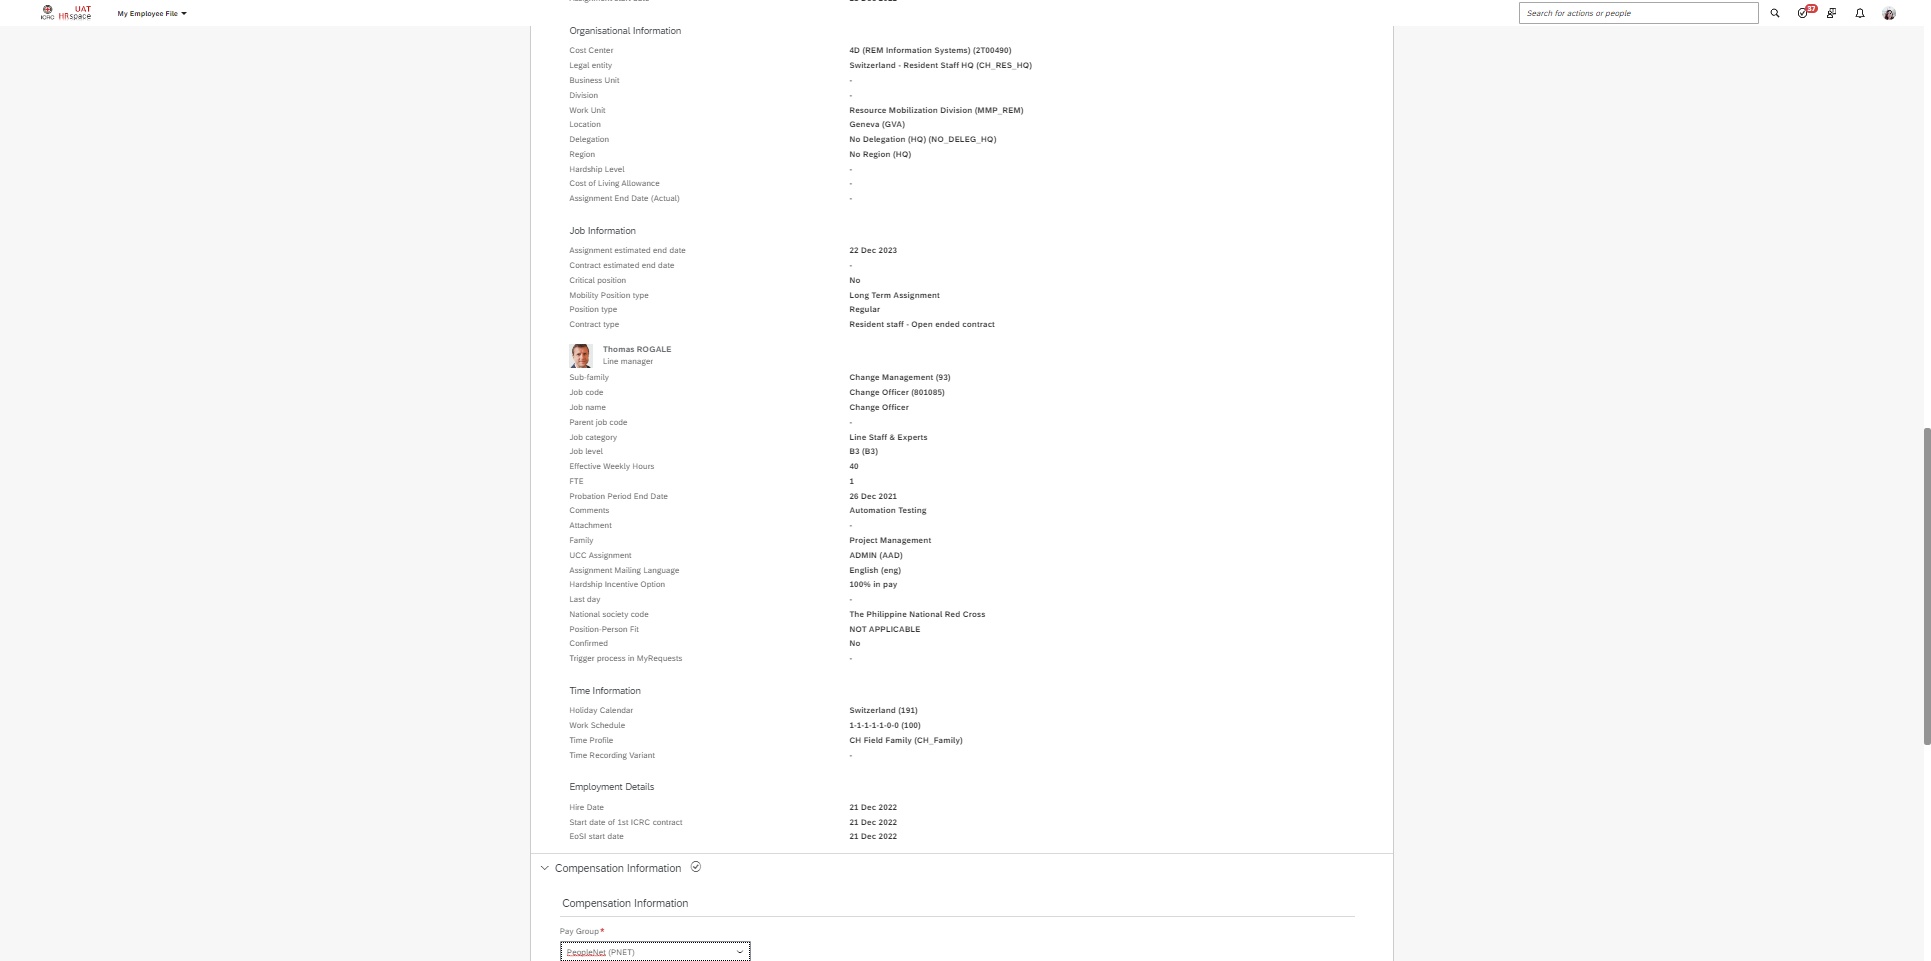 ICRC
UAT
HRspace
My Employee File
Search for actions or people
37
Organisational Information
Cost Center 4D (REM Information Systems) (2T00490)
Legal entity Switzerland - Resident Staff HQ (CH_RES_HQ)
Business Unit -
Division -
Work Unit Resource Mobilization Division (MMP_REM)
Location Geneva (GVA)
Delegation No Delegation (HQ) (NO_DELEG_HQ)
Region No Region (HQ)
Hardship Level -
Cost of Living Allowance -
Assignment End Date (Actual) -
Job Information
Assignment estimated end date 22 Dec 2023
Contract estimated end date -
Critical position No
Mobility Position type Long Term Assignment
Position type Regular
Contract type Resident staff - Open ended contract
Thomas ROGALE
Line manager
Sub-family Change Management (93)
Job code Change Officer (801085)
Job name Change Officer
Parent job code -
Job category Line Staff & Experts
Job level B3 (B3)
Effective Weekly Hours 40
FTE 1
Probation Period End Date 26 Dec 2021
Comments Automation Testing
Attachment -
Family Project Management
UCC Assignment ADMIN (AAD)
Assignment Mailing Language English (eng)
Hardship Incentive Option 100% in pay
Last day -
National society code The Philippine National Red Cross
Position-Person Fit NOT APPLICABLE
Confirmed No
Trigger process in MyRequests -
Time Information
Holiday Calendar Switzerland (191)
Work Schedule 1-1-1-1-1-0-0 (100)
Time Profile CH Field Family (CH_Family)
Time Recording Variant -
Employment Details
Hire Date 21 Dec 2022
Start date of 1st ICRC contract 21 Dec 2022
EoSI start date 21 Dec 2022
Compensation Information
Compensation Information
Pay Group*
PeopleNet (PNET)